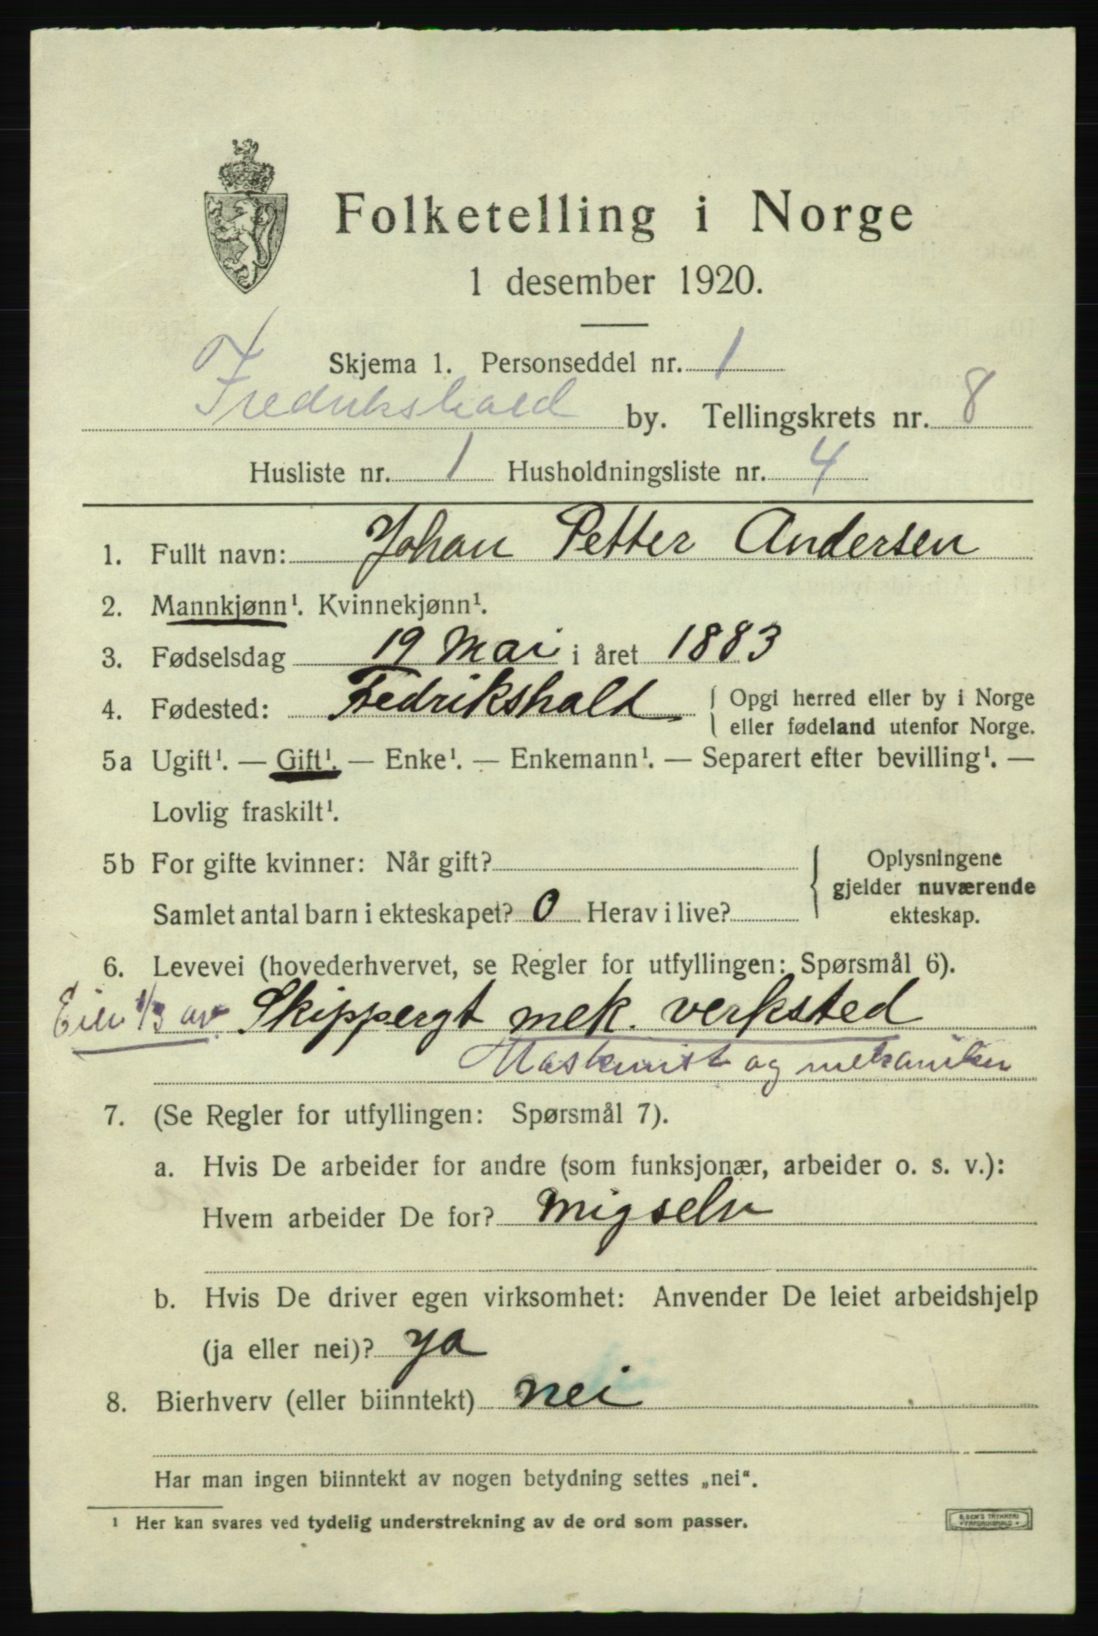 Folketelling i Norge
1 desember 1920.
Skjema 1. Personseddel nr. 1
Fredrikshald by. Tellingskrets nr. 8
Husliste nr. 1 Husholdningsliste nr. 4
1. Fullt navn: Johan Petter Andersen
2. Mannkjønn¹. Kvinnekjønn¹.
3. Fødselsdag 19 Mai i året 1883
4. Fødested: Fredrikshald { Opgi herred eller by i Norge
eller fødeland utenfor Norge.
5a Ugift¹. — Gift¹. — Enke¹. — Enkemann¹. — Separert efter bevilling¹. —
Lovlig fraskilt¹.
5b For gifte kvinner: Når gift? { Oplysningene
gjelder nuværende
Samlet antal barn i ekteskapet? 0 Herav i live? ekteskap.
6. Levevei (hovederhvervet, se Regler for utfyllingen: Spørsmål 6).
Eier 1/3 av Skippergt mek. verksted
Maskinist og mekaniker
7. (Se Regler for utfyllingen: Spørsmål 7).
a. Hvis De arbeider for andre (som funksjonær, arbeider o. s. v.):
Hvem arbeider De for? Migselv
b. Hvis De driver egen virksomhet: Anvender De leiet arbeidshjelp
(ja eller nei)? ya
8. Bierhverv (eller biinntekt) nei
Har man ingen biinntekt av nogen betydning settes „nei“.
¹ Her kan svares ved tydelig understrekning av de ord som passer.